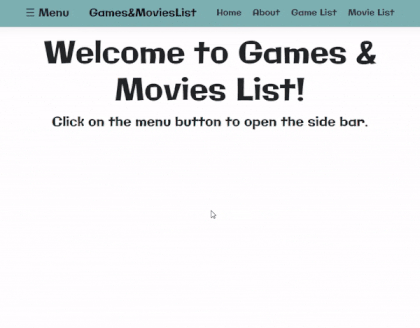 ☰ Menu Games&MoviesList Home About Game List Movie List
Welcome to Games &
Movies List!
Click on the menu button to open the side bar.